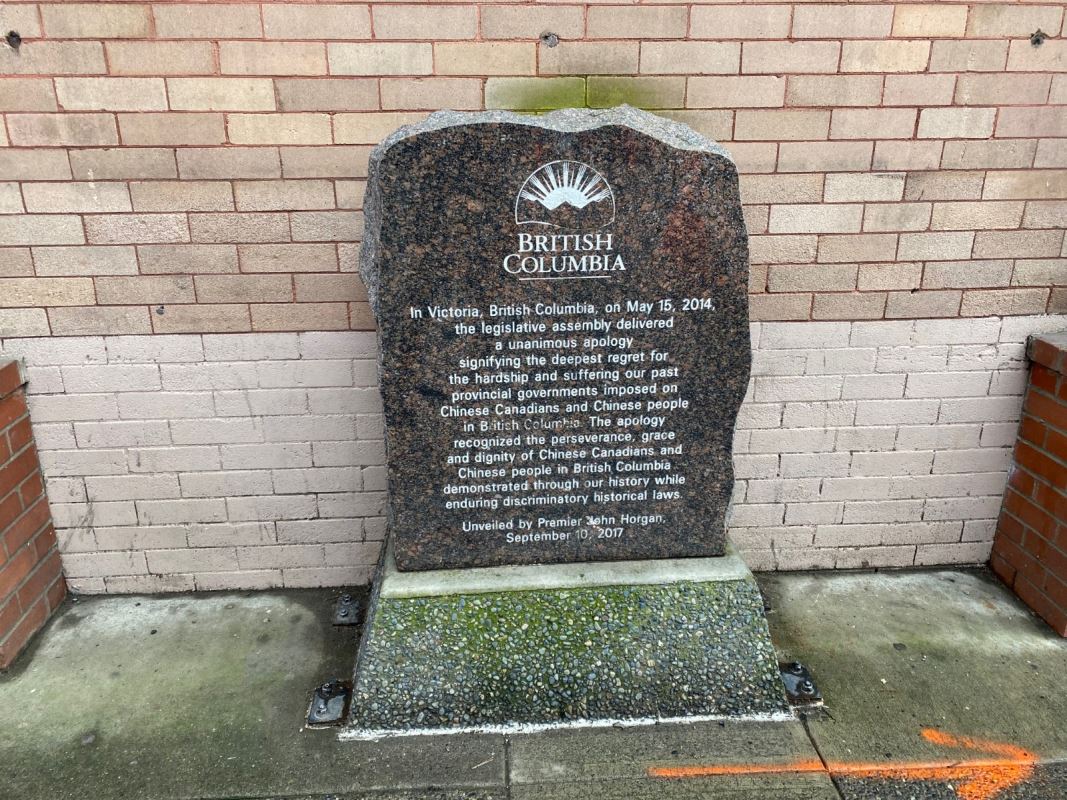 BRITISH
COLUMBIA
In Victoria, British Columbia, on May 15, 2014,
the legislative assembly delivered
a unanimous apology
signifying the deepest regret for
the hardship and suffering our past
provincial governments imposed on
Chinese Canadians and Chinese people
in British Columbia. The apology
recognized the perseverance, grace
and dignity of Chinese Canadians and
Chinese people in British Columbia
demonstrated through our history while
enduring discriminatory historical laws.
Unveiled by Premier John Horgan,
September 10, 2017